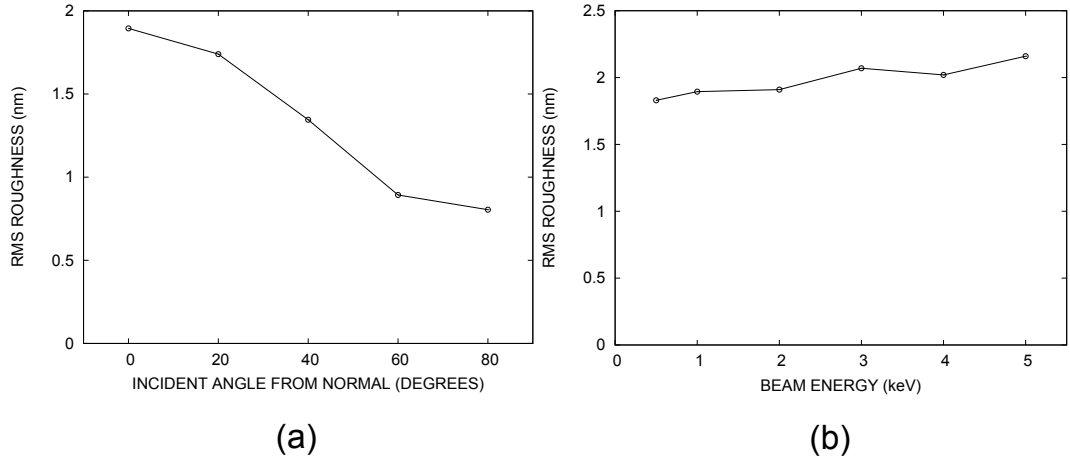 2
1.5
1
0.5
0
RMS ROUGHNESS (nm)
0 20 40 60 80
INCIDENT ANGLE FROM NORMAL (DEGREES)
(a)
2.5
2
1.5
1
0.5
0
RMS ROUGHNESS (nm)
0 1 2 3 4 5
BEAM ENERGY (keV)
(b)